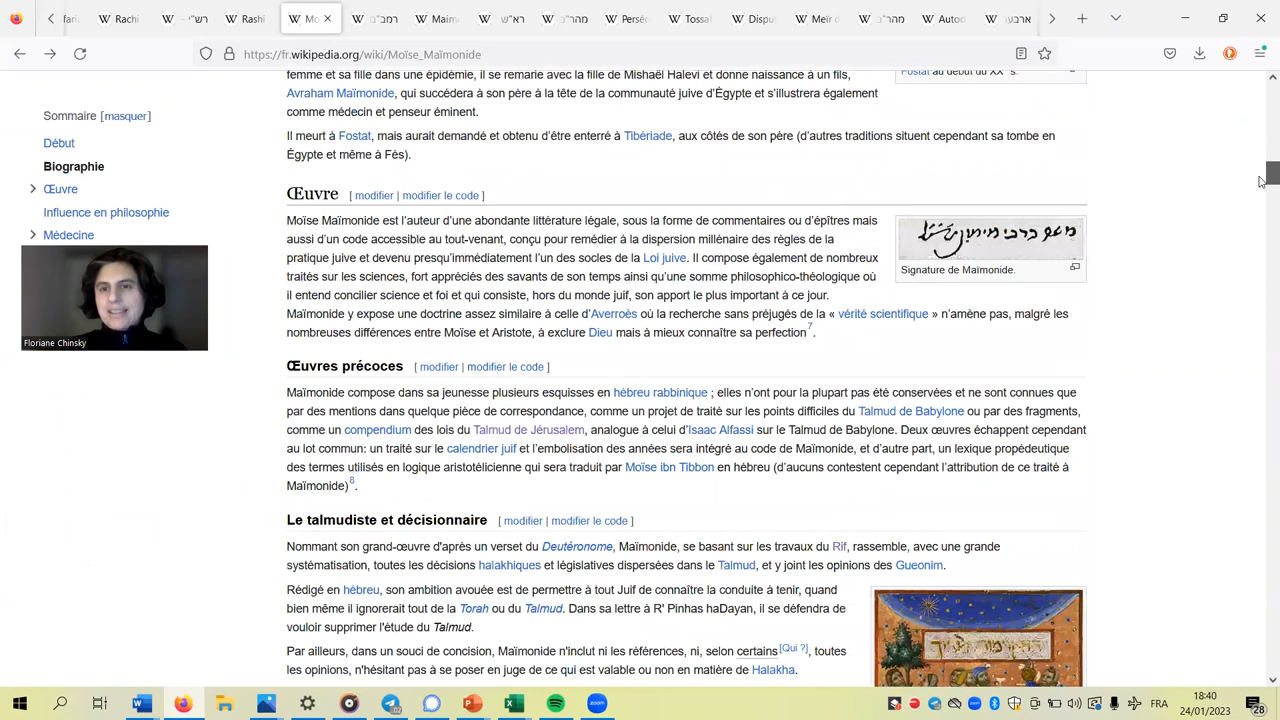 Rachi
רש"י -
Rashi
Mo
רמב"ם
Maim
רא"ש
מהר"ם
Persé
Tossaf
Disput
Meïr d
מהר"ם
Autod
ארבעו
https://fr.wikipedia.org/wiki/Moïse_Maïmonide
femme et sa fille dans une épidémie, il se remarie avec la fille de Mishaël Halevi et donne naissance à un fils,
Avraham Maïmonide, qui succédera à son père à la tête de la communauté juive d'Égypte et s'illustrera également
comme médecin et penseur éminent.
Fostat au début du XXᵉ s.
Il meurt à Fostat, mais aurait demandé et obtenu d'être enterré à Tibériade, aux côtés de son père (d'autres traditions situent cependant sa tombe en
Égypte et même à Fès).
Sommaire [masquer]
Début
Biographie
Œuvre
Influence en philosophie
Médecine
Floriane Chinsky
Œuvre [ modifier | modifier le code ]
Moïse Maïmonide est l'auteur d'une abondante littérature légale, sous la forme de commentaires ou d'épîtres mais
aussi d'un code accessible au tout-venant, conçu pour remédier à la dispersion millénaire des règles de la
pratique juive et devenu presqu'immédiatement l'un des socles de la Loi juive. Il compose également de nombreux
traités sur les sciences, fort appréciés des savants de son temps ainsi qu'une somme philosophico-théologique où
il entend concilier science et foi et qui consiste, hors du monde juif, son apport le plus important à ce jour.
Maïmonide y expose une doctrine assez similaire à celle d'Averroès où la recherche sans préjugés de la « vérité scientifique » n'amène pas, malgré les
nombreuses différences entre Moïse et Aristote, à exclure Dieu mais à mieux connaître sa perfection⁷.
Signature de Maïmonide.
Œuvres précoces [ modifier | modifier le code ]
Maïmonide compose dans sa jeunesse plusieurs esquisses en hébreu rabbinique ; elles n'ont pour la plupart pas été conservées et ne sont connues que
par des mentions dans quelque pièce de correspondance, comme un projet de traité sur les points difficiles du Talmud de Babylone ou par des fragments,
comme un compendium des lois du Talmud de Jérusalem, analogue à celui d'Isaac Alfassi sur le Talmud de Babylone. Deux œuvres échappent cependant
au lot commun: un traité sur le calendrier juif et l'embolisation des années sera intégré au code de Maïmonide, et d'autre part, un lexique propédeutique
des termes utilisés en logique aristotélicienne qui sera traduit par Moïse ibn Tibbon en hébreu (d'aucuns contestent cependant l'attribution de ce traité à
Maïmonide)⁸.
Le talmudiste et décisionnaire [ modifier | modifier le code ]
Nommant son grand-œuvre d'après un verset du Deutéronome, Maïmonide, se basant sur les travaux du Rif, rassemble, avec une grande
systématisation, toutes les décisions halakhiques et législatives dispersées dans le Talmud, et y joint les opinions des Gueonim.
Rédigé en hébreu, son ambition avouée est de permettre à tout Juif de connaître la conduite à tenir, quand
bien même il ignorerait tout de la Torah ou du Talmud. Dans sa lettre à R' Pinhas haDayan, il se défendra de
vouloir supprimer l'étude du Talmud.
Par ailleurs, dans un souci de concision, Maïmonide n'inclut ni les références, ni, selon certains[Qui ?], toutes
les opinions, n'hésitant pas à se poser en juge de ce qui est valable ou non en matière de Halakha.
18:40
24/01/2023
28